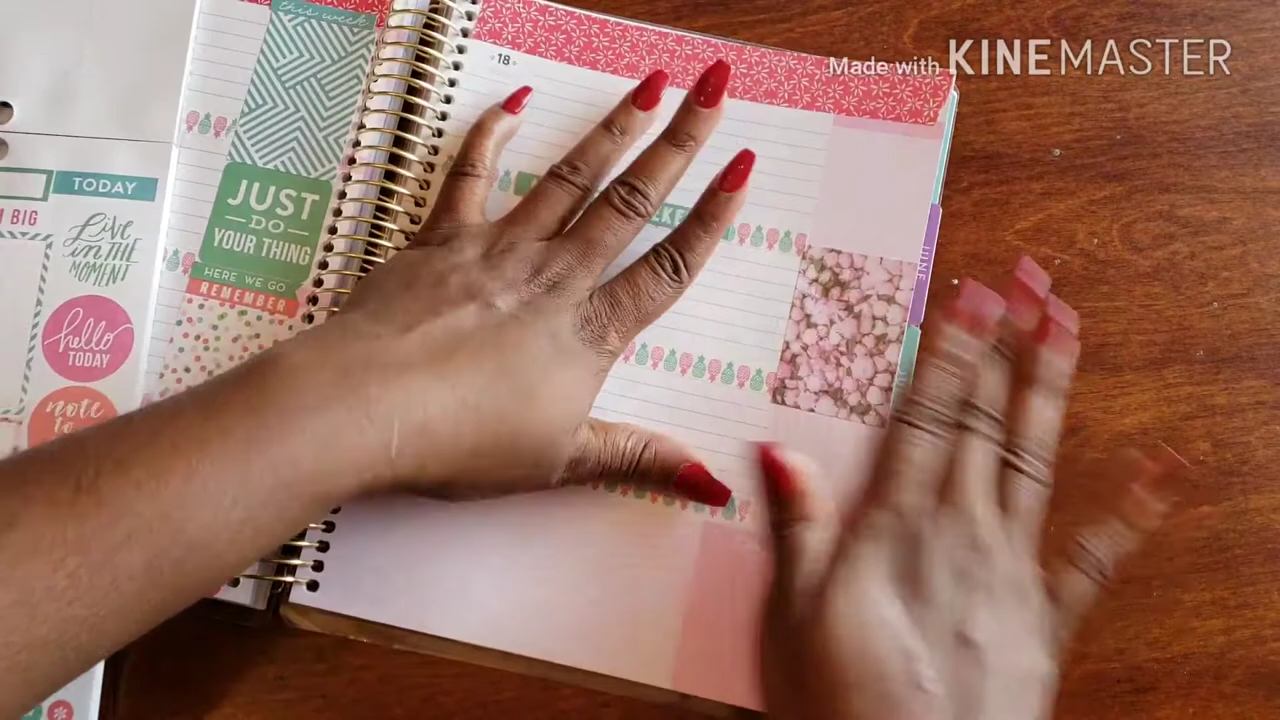 Made with KINEMASTER
this week
18
TODAY
BIG
Live
in THE
MOMENT
hello
TODAY
note
JUST
DO
YOUR THING
HERE WE GO
REMEMBER
JUNE